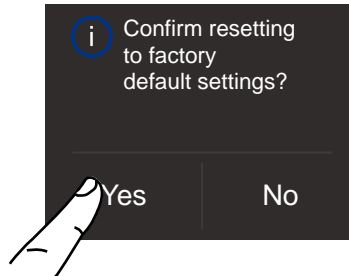 i
Confirm resetting
to factory
default settings?
Yes
No